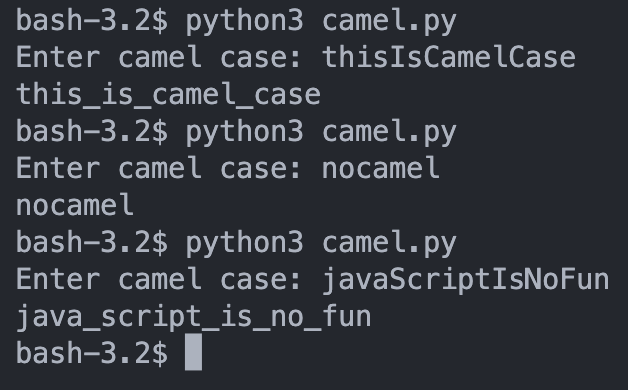 bash-3.2$ python3 camel.py
Enter camel case: thisIsCamelCase
this_is_camel_case
bash-3.2$ python3 camel.py
Enter camel case: nocamel
nocamel
bash-3.2$ python3 camel.py
Enter camel case: javaScriptIsNoFun
java_script_is_no_fun
bash-3.2$